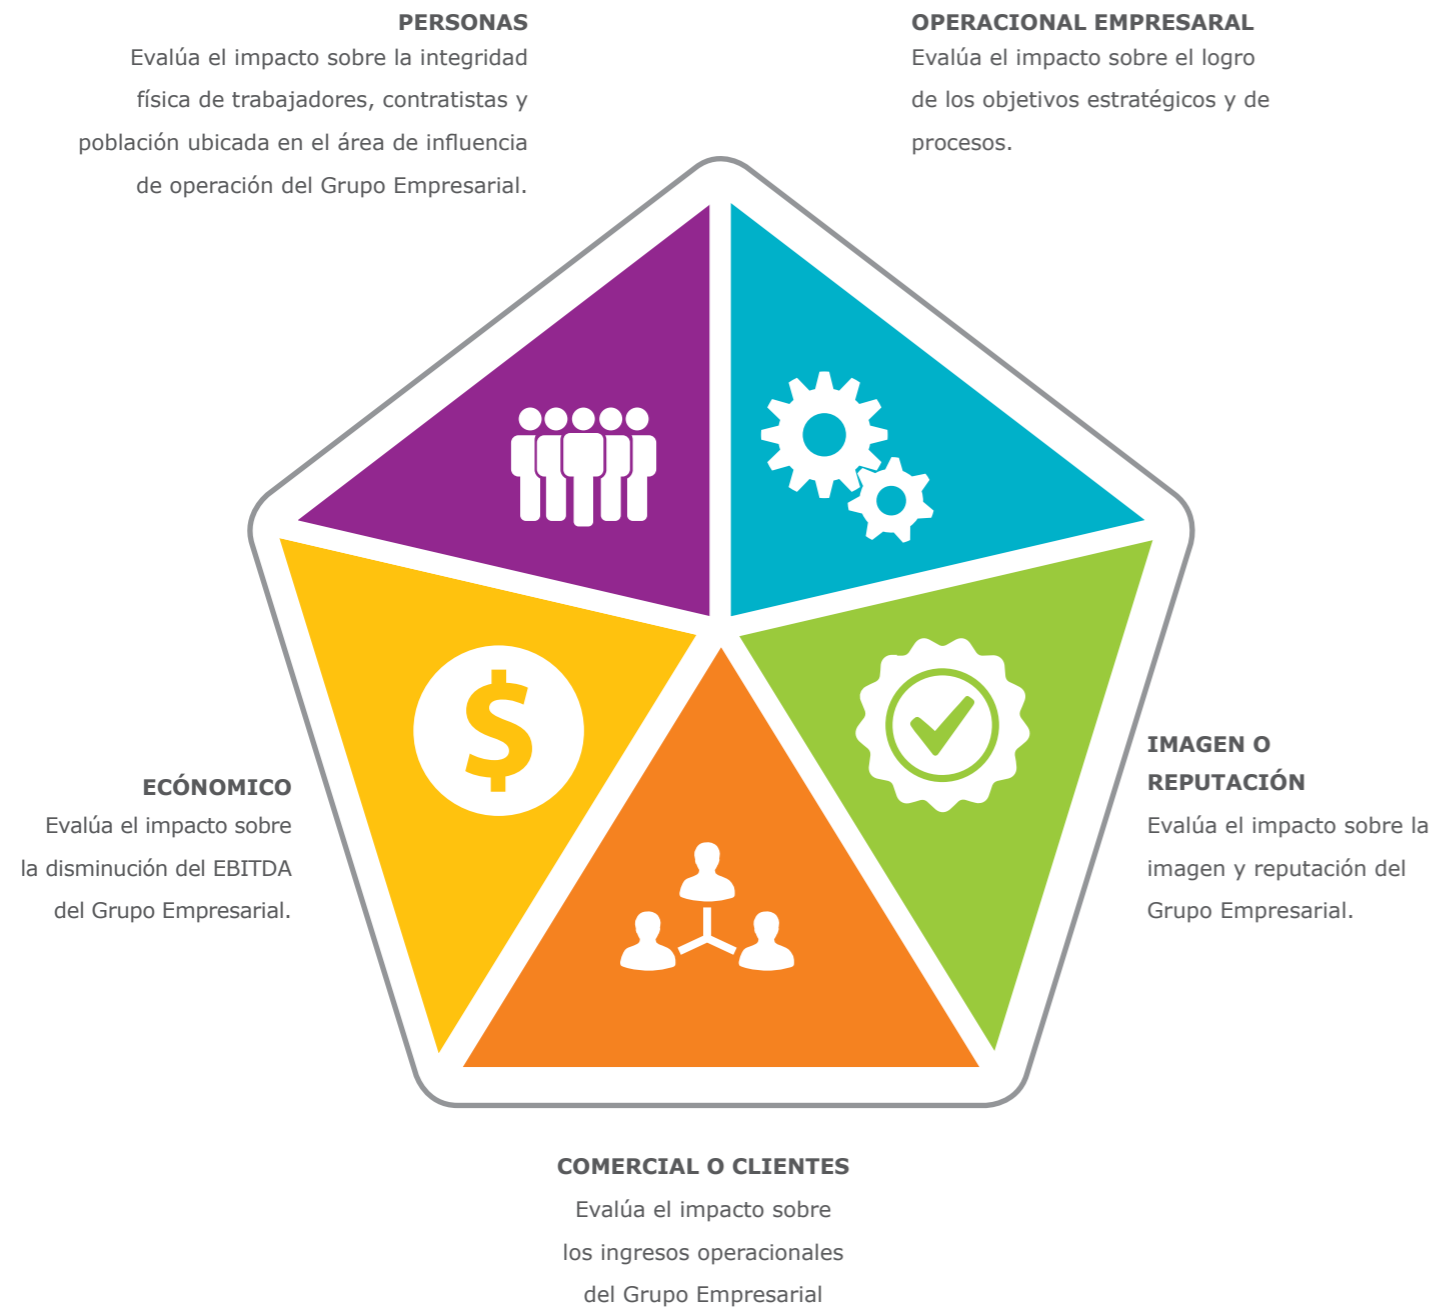 PERSONAS
Evalúa el impacto sobre la integridad
física de trabajadores, contratistas y
población ubicada en el área de influencia
de operación del Grupo Empresarial.
OPERACIONAL EMPRESARAL
Evalúa el impacto sobre el logro
de los objetivos estratégicos y de
procesos.
ECÓNOMICO
Evalúa el impacto sobre
la disminución del EBITDA
del Grupo Empresarial.
$
IMAGEN O
REPUTACIÓN
Evalúa el impacto sobre la
imagen y reputación del
Grupo Empresarial.
COMERCIAL O CLIENTES
Evalúa el impacto sobre
los ingresos operacionales
del Grupo Empresarial